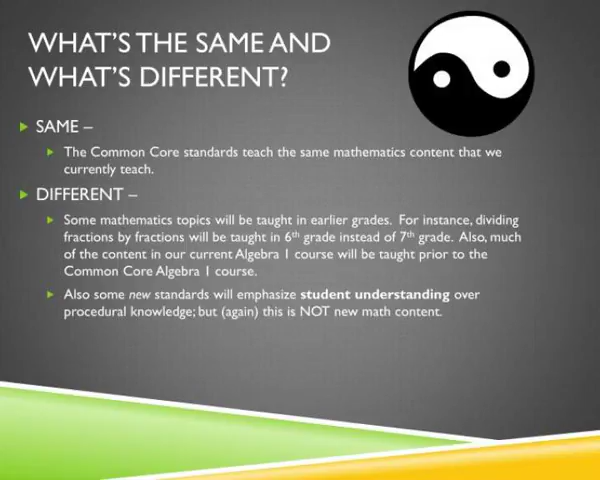 WHAT'S THE SAME AND
WHAT'S DIFFERENT?
SAME –
The Common Core standards teach the same mathematics content that we
currently teach.
DIFFERENT –
Some mathematics topics will be taught in earlier grades. For instance, dividing
fractions by fractions will be taught in 6th grade instead of 7th grade. Also, much
of the content in our current Algebra 1 course will be taught prior to the
Common Core Algebra 1 course.
Also some new standards will emphasize student understanding over
procedural knowledge; but (again) this is NOT new math content.